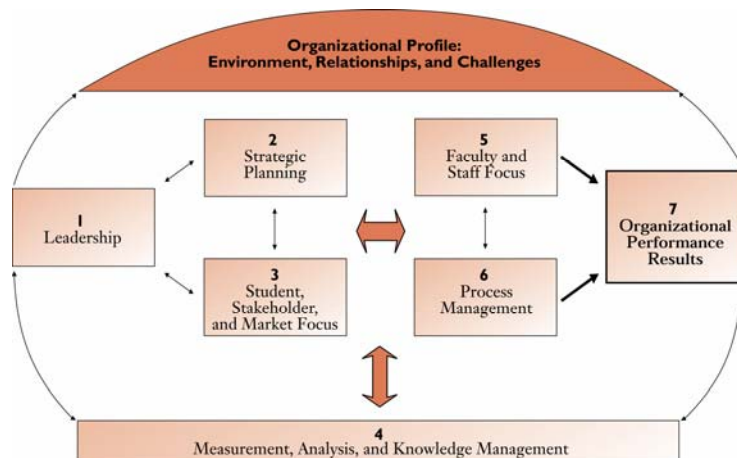 Organizational Profile:
Environment, Relationships, and Challenges
2
Strategic
Planning
5
Faculty and
Staff Focus
1
Leadership
7
Organizational
Performance
Results
3
Student,
Stakeholder,
and Market Focus
6
Process
Management
4
Measurement, Analysis, and Knowledge Management